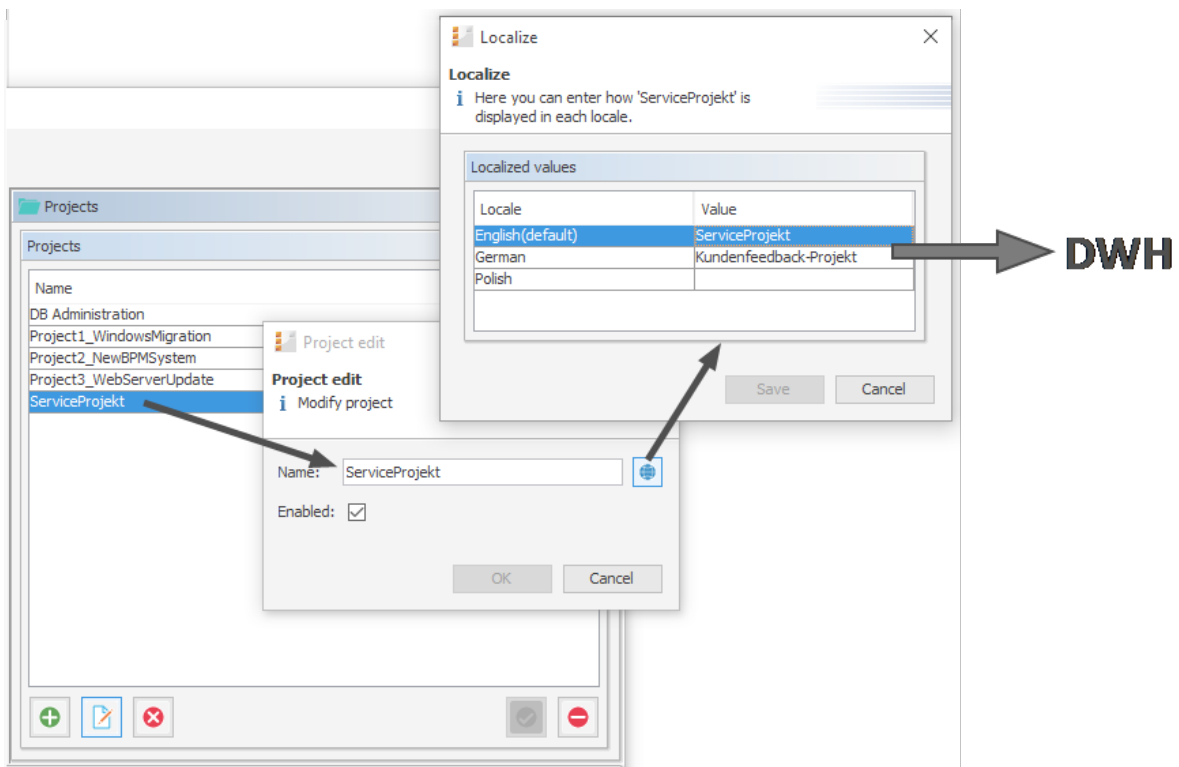 Localize
Localize
Here you can enter how 'ServiceProjekt' is
displayed in each locale.
Localized values
Locale Value
English(default) ServiceProjekt
German Kundenfeedback-Projekt
Polish
Save Cancel
DWH
Projects
Projects
Name
DB Administration
Project1_WindowsMigration
Project2_NewBPMSystem
Project3_WebServerUpdate
ServiceProjekt
Project edit
Project edit
Modify project
Name: ServiceProjekt
Enabled:
OK Cancel